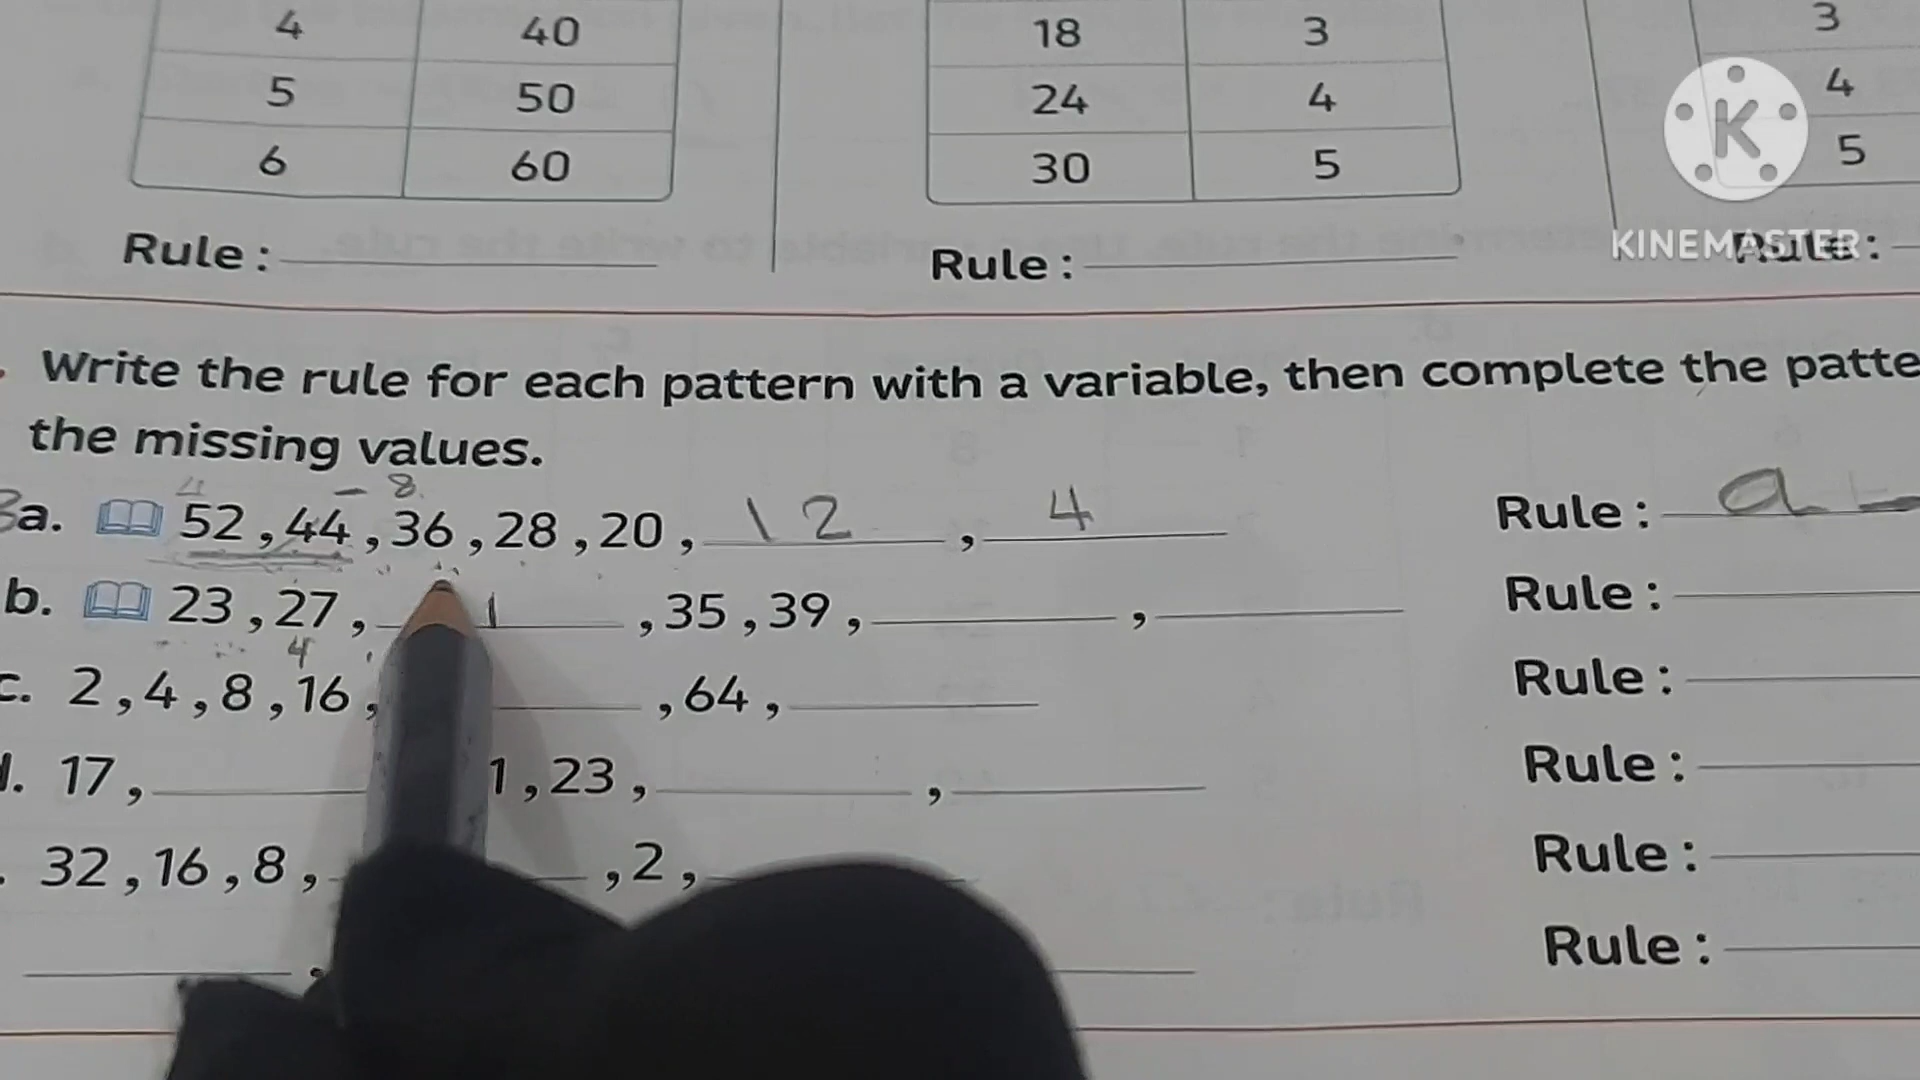 4 40 18 3 3
5 50 24 4 4
6 60 30 5 5
K
KINEMASTER
Rule : Rule : Rule :
Write the rule for each pattern with a variable, then complete the patte
the missing values.
- 8
a. 52 , 44 , 36 , 28 , 20 , 12 , 4 Rule : a -
b. 23 , 27 , 1 , 35 , 39 , Rule :
4
c. 2 , 4 , 8 , 16 , , 64 , Rule :
17 , 1 , 23 , , Rule :
32 , 16 , 8 , , 2 , Rule :
Rule :